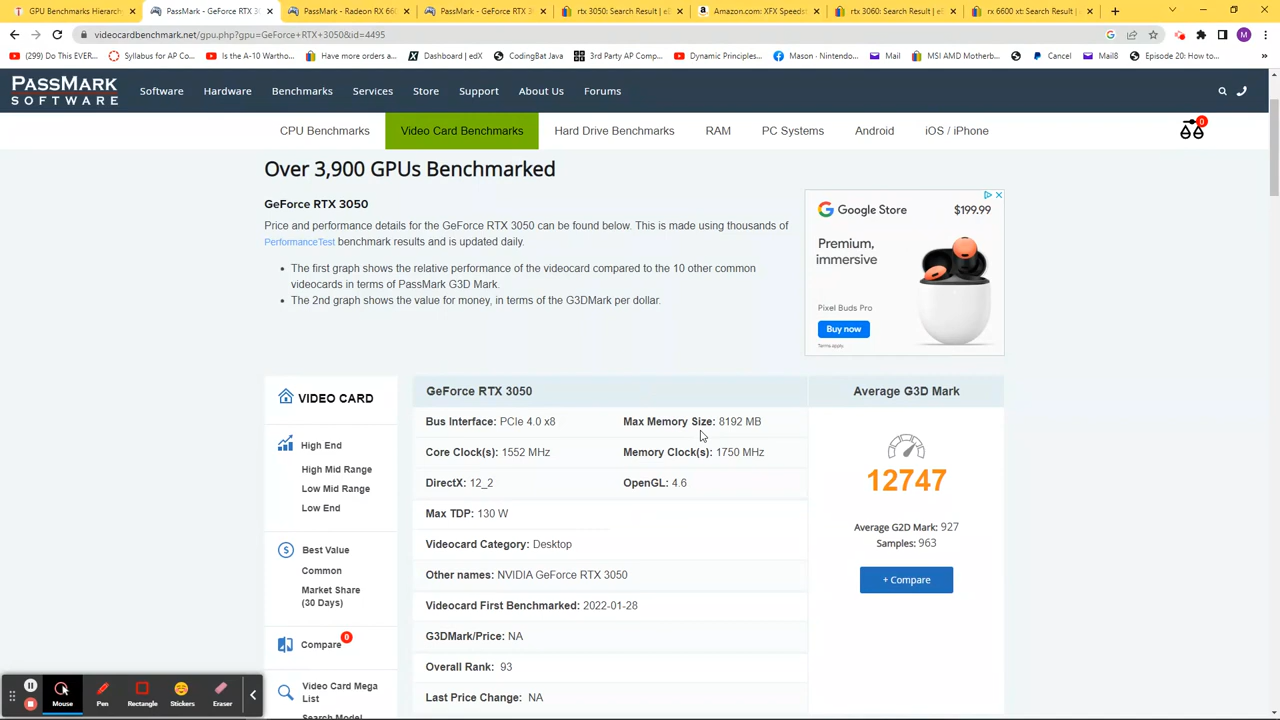 GPU Benchmarks Hierarch
PassMark - GeForce RTX 3
PassMark - Radeon RX 66
PassMark - GeForce RTX 3
rtx 3050: Search Result | eF
Amazon.com: XFX Speedst
rtx 3060: Search Result | eF
rx 6600 xt: Search Result |
videocardbenchmark.net/gpu.php?gpu=GeForce+RTX+3050&id=4495
M
(299) Do This EVER...
Syllabus for AP Co...
Is the A-10 Wartho...
Have more orders a...
Dashboard | edX
CodingBat Java
3rd Party AP Comp...
Dynamic Principles...
Mason - Nintendo...
Mail
MSI AMD Motherb...
Cancel
Mail8
Episode 20: How to...
PASSMARK
SOFTWARE
Software Hardware Benchmarks Services Store Support About Us Forums
CPU Benchmarks Video Card Benchmarks Hard Drive Benchmarks RAM PC Systems Android iOS / iPhone
0
Over 3,900 GPUs Benchmarked
GeForce RTX 3050
Price and performance details for the GeForce RTX 3050 can be found below. This is made using thousands of
PerformanceTest benchmark results and is updated daily.
• The first graph shows the relative performance of the videocard compared to the 10 other common
videocards in terms of PassMark G3D Mark.
• The 2nd graph shows the value for money, in terms of the G3DMark per dollar.
Google Store $199.99
Premium,
immersive
Pixel Buds Pro
Buy now
Terms apply.
VIDEO CARD
High End
High Mid Range
Low Mid Range
Low End
Best Value
Common
Market Share
(30 Days)
Compare 0
Video Card Mega
List
Search Model
GeForce RTX 3050
Bus Interface: PCIe 4.0 x8
Max Memory Size: 8192 MB
Core Clock(s): 1552 MHz
Memory Clock(s): 1750 MHz
DirectX: 12_2
OpenGL: 4.6
Max TDP: 130 W
Videocard Category: Desktop
Other names: NVIDIA GeForce RTX 3050
Videocard First Benchmarked: 2022-01-28
G3DMark/Price: NA
Overall Rank: 93
Last Price Change: NA
Average G3D Mark
12747
Average G2D Mark: 927
Samples: 963
+ Compare
Mouse Pen Rectangle Stickers Eraser